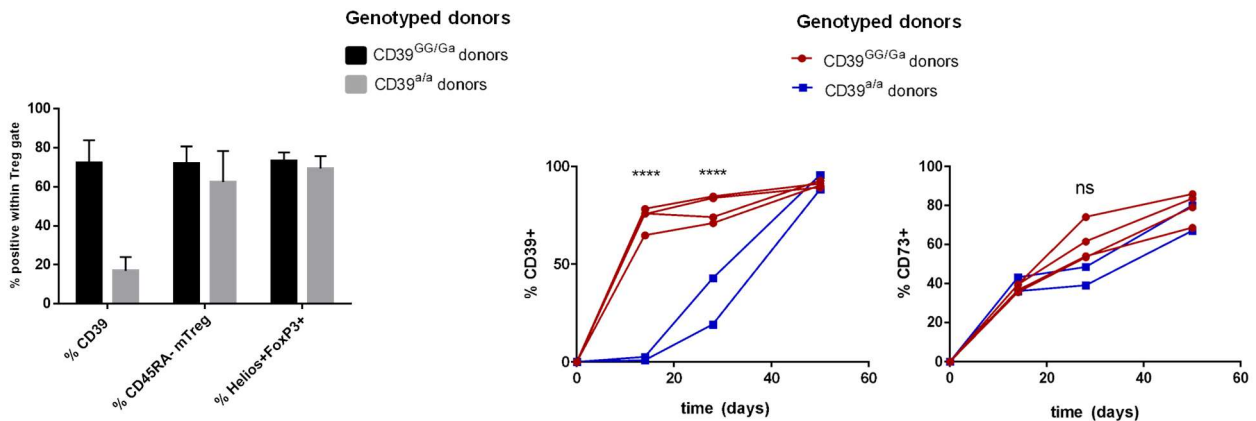 Genotyped donors
CD39GG/Ga donors
CD39a/a donors
% positive within Treg gate
100
80
60
40
20
0
% CD39
% CD45RA- mTreg
% Helios+FoxP3+
Genotyped donors
CD39GG/Ga donors
CD39a/a donors
% CD39+
100
50
0
****
****
0
20
40
60
time (days)
% CD73+
100
80
60
40
20
0
ns
0
20
40
60
time (days)